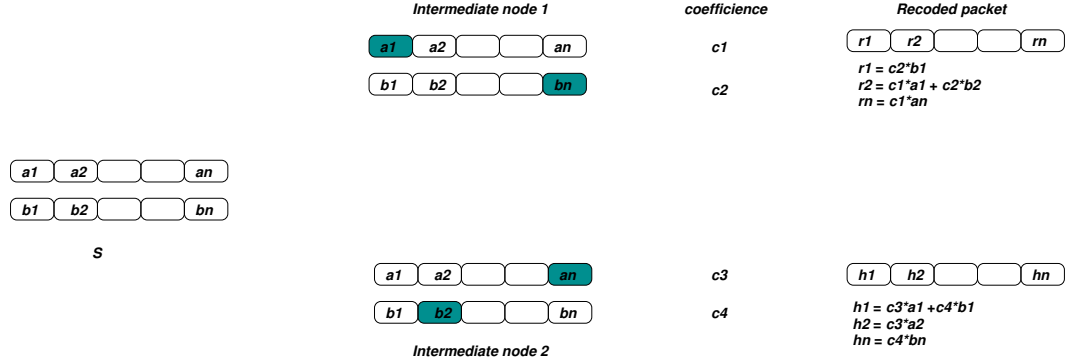 Intermediate node 1 coefficience Recoded packet
a1 a2 an c1 r1 r2 rn
b1 b2 bn c2
r1 = c2*b1
r2 = c1*a1 + c2*b2
rn = c1*an
a1 a2 an
b1 b2 bn
S
a1 a2 an c3 h1 h2 hn
b1 b2 bn c4
h1 = c3*a1 +c4*b1
h2 = c3*a2
hn = c4*bn
Intermediate node 2